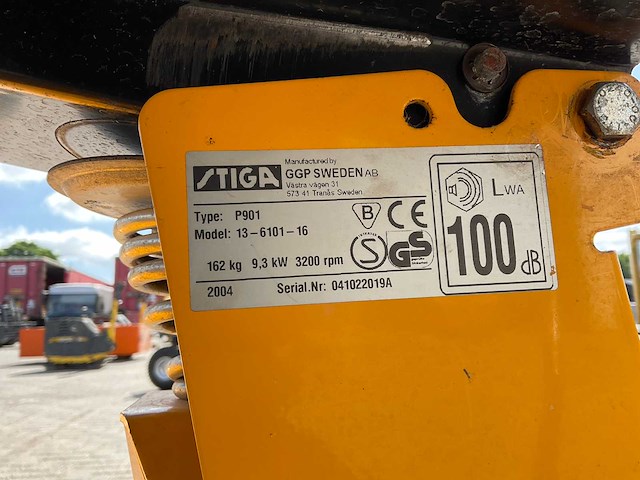 STIGA
Manufactured by
GGP SWEDEN AB
Västra vägen 31
573 41 Tranås Sweden
Type: P901
Model: 13-6101-16
162 kg 9,3 kW 3200 rpm
2004 Serial.Nr: 041022019A
B CE
S GS
LWA
100 dB